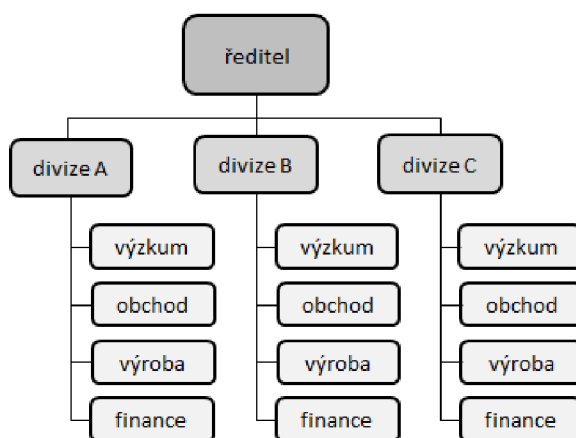 ředitel
divize A
divize B
divize C
výzkum
výzkum
výzkum
obchod
obchod
obchod
výroba
výroba
výroba
finance
finance
finance